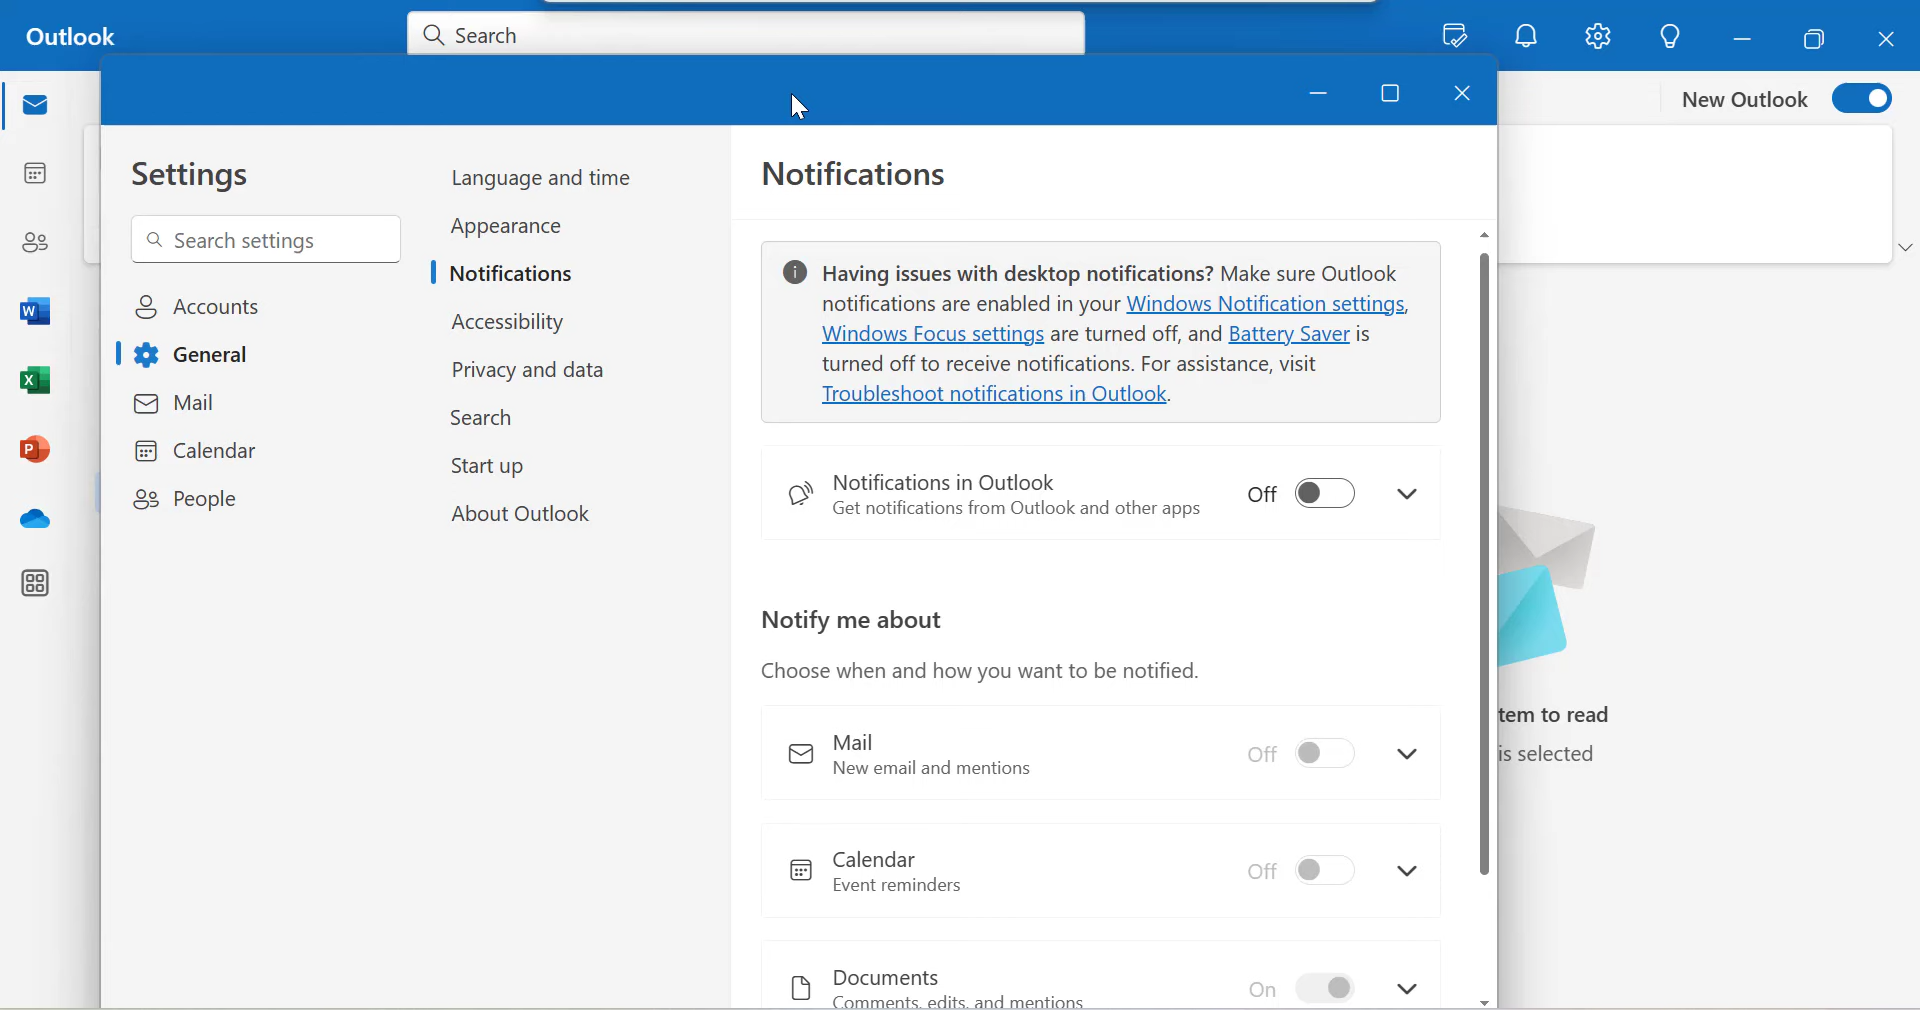 Outlook
Search
New Outlook
Settings
Search settings
Accounts
General
Mail
Calendar
People
Language and time
Appearance
Notifications
Accessibility
Privacy and data
Search
Start up
About Outlook
Notifications
Having issues with desktop notifications? Make sure Outlook
notifications are enabled in your Windows Notification settings,
Windows Focus settings are turned off, and Battery Saver is
turned off to receive notifications. For assistance, visit
Troubleshoot notifications in Outlook.
Notifications in Outlook
Get notifications from Outlook and other apps
Off
Notify me about
Choose when and how you want to be notified.
Mail
New email and mentions
Off
Calendar
Event reminders
Off
Documents
Comments, edits, and mentions
On
tem to read
is selected